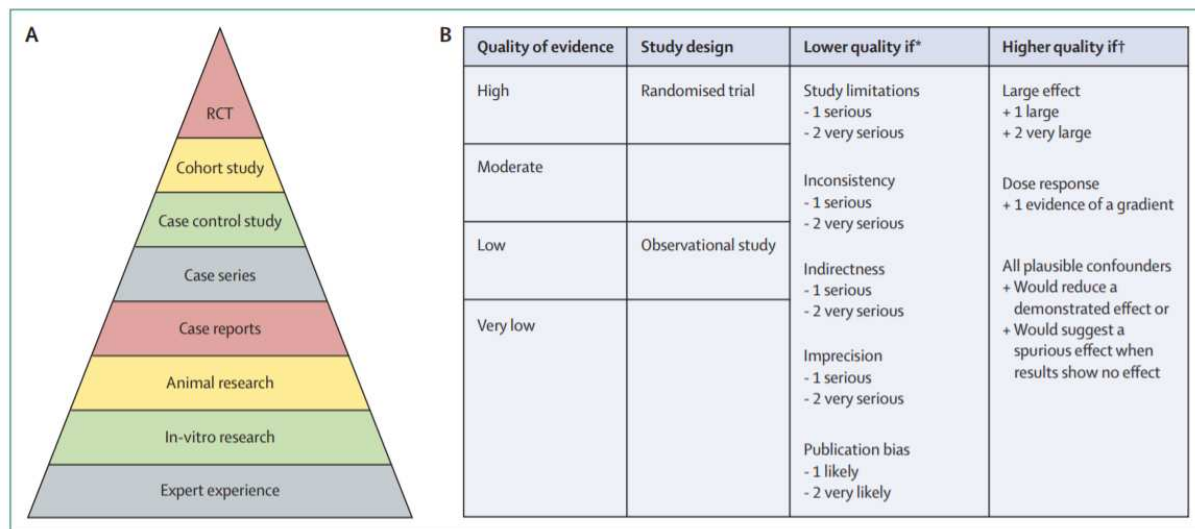 A
RCT
Cohort study
Case control study
Case series
Case reports
Animal research
In-vitro research
Expert experience
B
Quality of evidence
Study design
Lower quality if*
Higher quality if†
High
Randomised trial
Moderate
Low
Observational study
Very low
Study limitations
- 1 serious
- 2 very serious
Inconsistency
- 1 serious
- 2 very serious
Indirectness
- 1 serious
- 2 very serious
Imprecision
- 1 serious
- 2 very serious
Publication bias
- 1 likely
- 2 very likely
Large effect
+ 1 large
+ 2 very large
Dose response
+ 1 evidence of a gradient
All plausible confounders
+ Would reduce a
demonstrated effect or
+ Would suggest a
spurious effect when
results show no effect